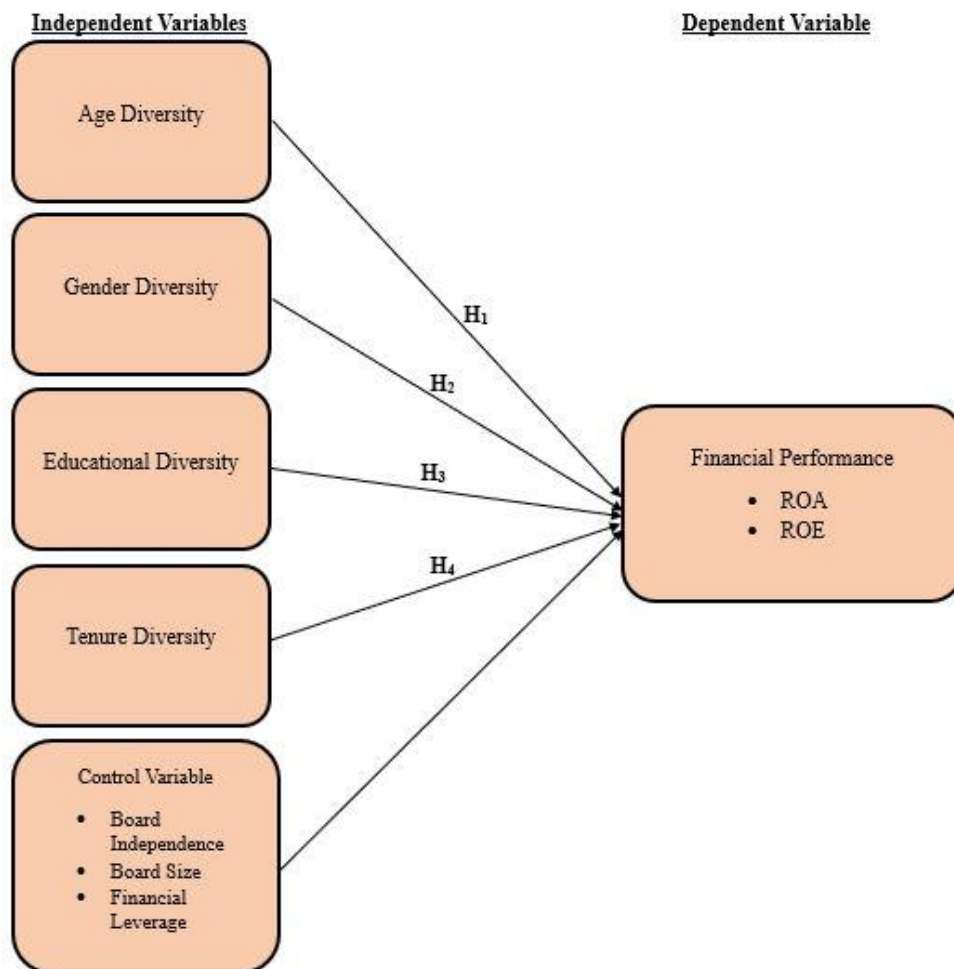 Independent Variables
Dependent Variable
Age Diversity
Gender Diversity
Educational Diversity
Tenure Diversity
Control Variable
• Board
Independence
• Board Size
• Financial
Leverage
H₁
H₂
H₃
H₄
Financial Performance
• ROA
• ROE